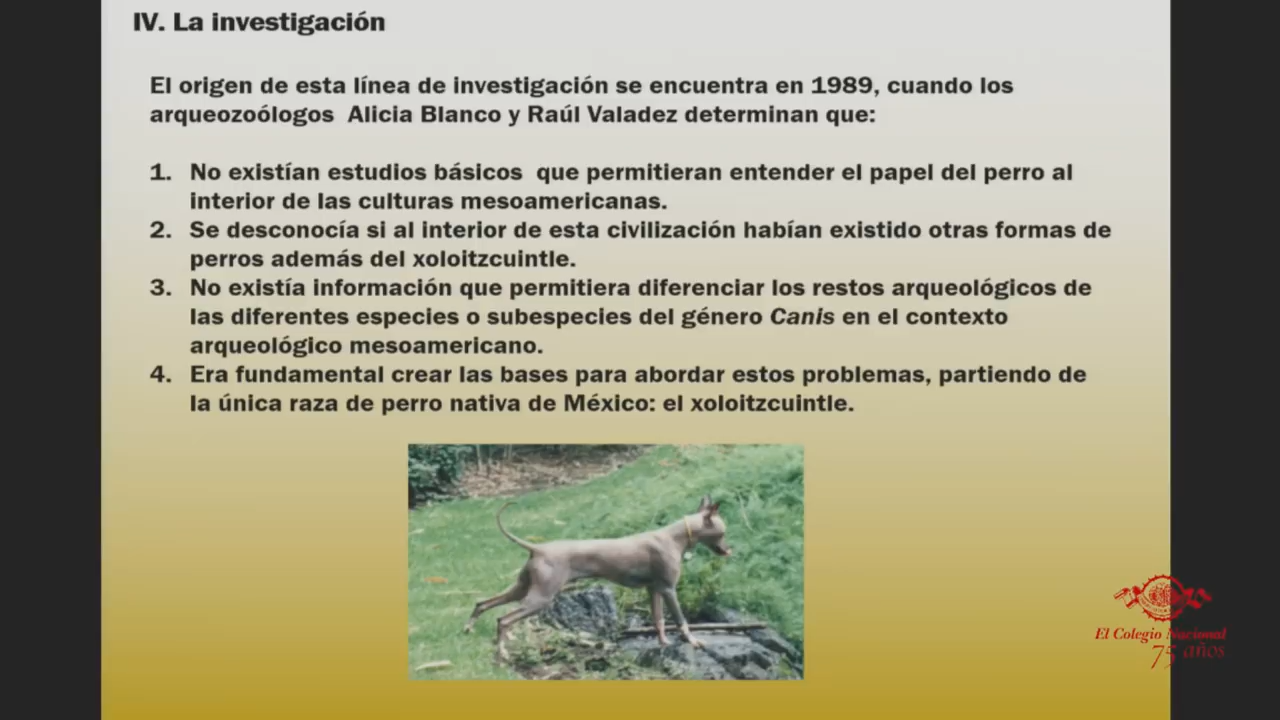 IV. La investigación
El origen de esta línea de investigación se encuentra en 1989, cuando los
arqueozoólogos Alicia Blanco y Raúl Valadez determinan que:
1. No existían estudios básicos que permitieran entender el papel del perro al
interior de las culturas mesoamericanas.
2. Se desconocía si al interior de esta civilización habían existido otras formas de
perros además del xoloitzcuintle.
3. No existía información que permitiera diferenciar los restos arqueológicos de
las diferentes especies o subespecies del género Canis en el contexto
arqueológico mesoamericano.
4. Era fundamental crear las bases para abordar estos problemas, partiendo de
la única raza de perro nativa de México: el xoloitzcuintle.
El Colegio Nacional
75 años